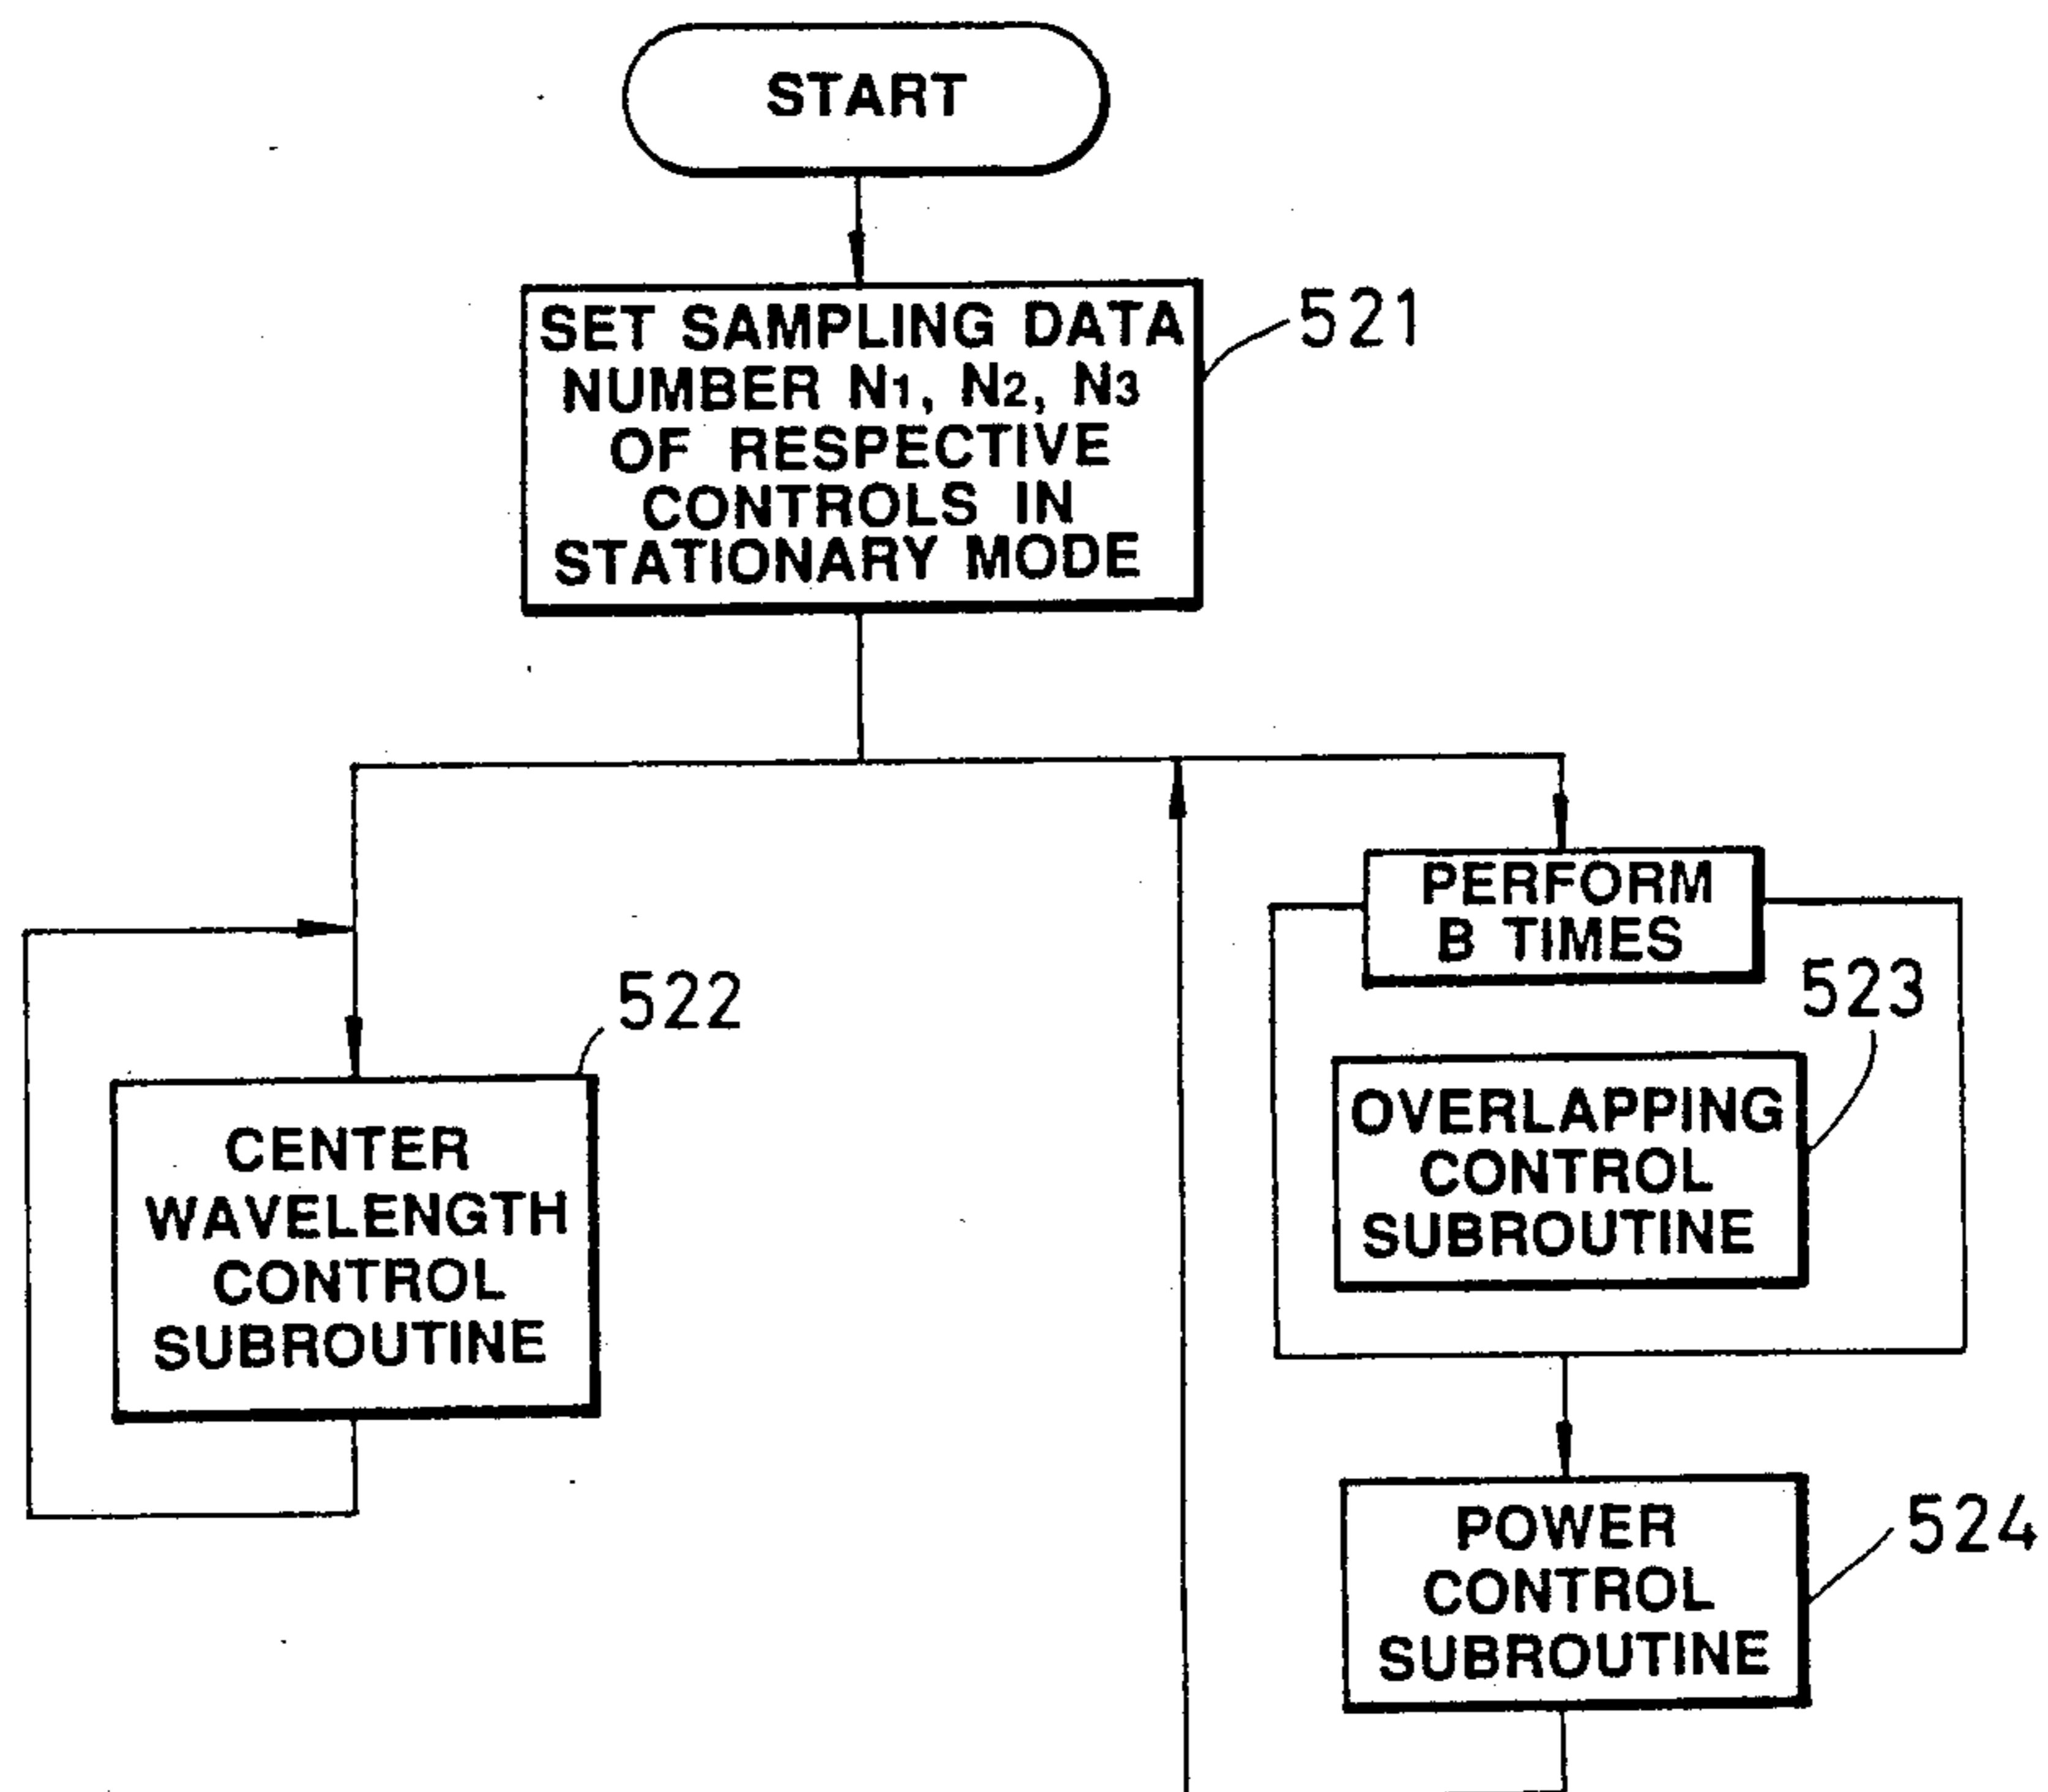 START
SET SAMPLING DATA
NUMBER N1, N2, N3
OF RESPECTIVE
CONTROLS IN
STATIONARY MODE
521
PERFORM
B TIMES
522
523
CENTER
WAVELENGTH
CONTROL
SUBROUTINE
OVERLAPPING
CONTROL
SUBROUTINE
POWER
CONTROL
SUBROUTINE
524